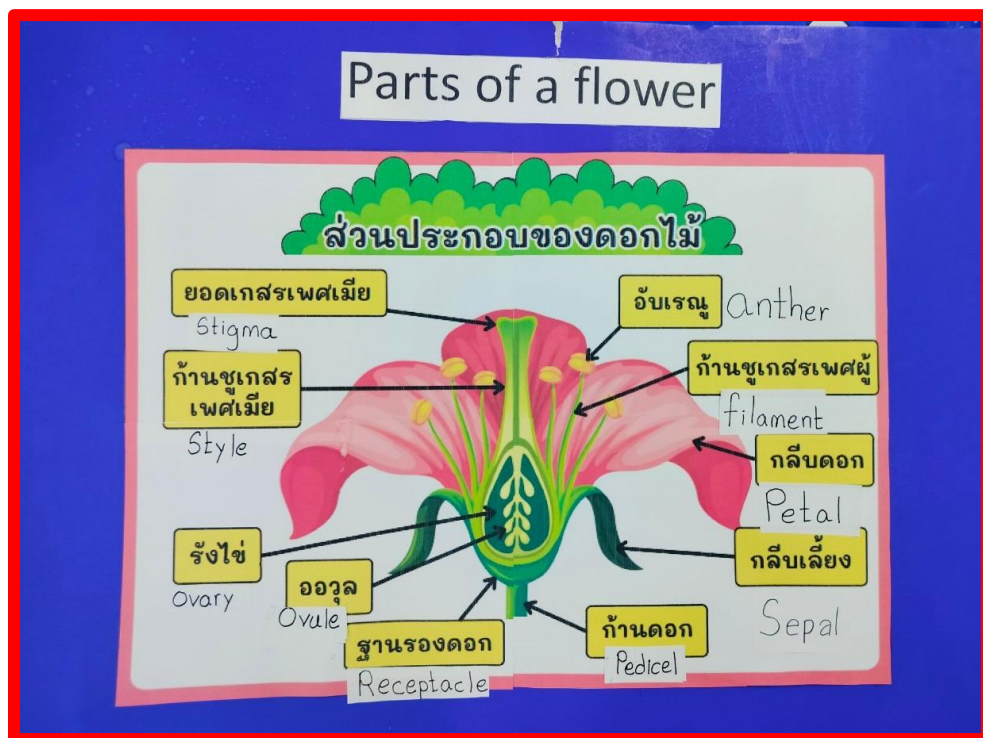 Parts of a flower
ส่วนประกอบของดอกไม้
ยอดเกสรเพศเมีย
Stigma
อับเรณู
anther
ก้านชูเกสร
เพศเมีย
Style
ก้านชูเกสรเพศผู้
filament
กลีบดอก
Petal
รังไข่
Ovary
ออวุล
Ovule
กลีบเลี้ยง
Sepal
ฐานรองดอก
Receptacle
ก้านดอก
Pedicel